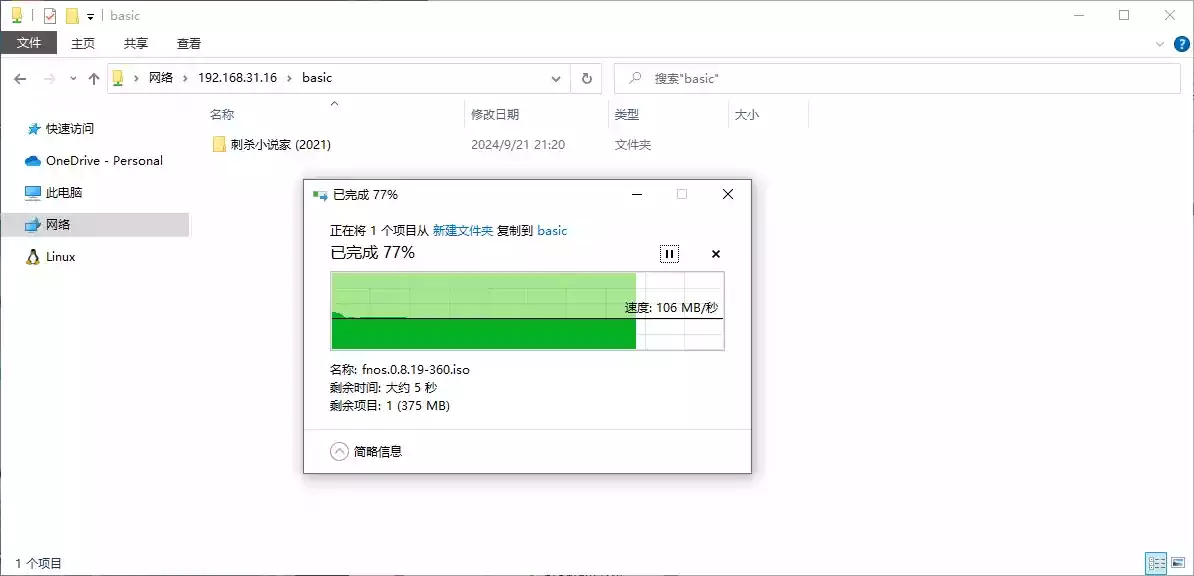 basic
文件 主页 共享 查看
网络 192.168.31.16 basic 搜索"basic"
名称 修改日期 类型 大小
快速访问
刺杀小说家 (2021) 2024/9/21 21:20 文件夹
OneDrive - Personal
此电脑
网络
Linux
已完成 77%
正在将 1 个项目从 新建文件夹 复制到 basic
已完成 77%
速度: 106 MB/秒
名称: fnos.0.8.19-360.iso
剩余时间: 大约 5 秒
剩余项目: 1 (375 MB)
简略信息
1 个项目